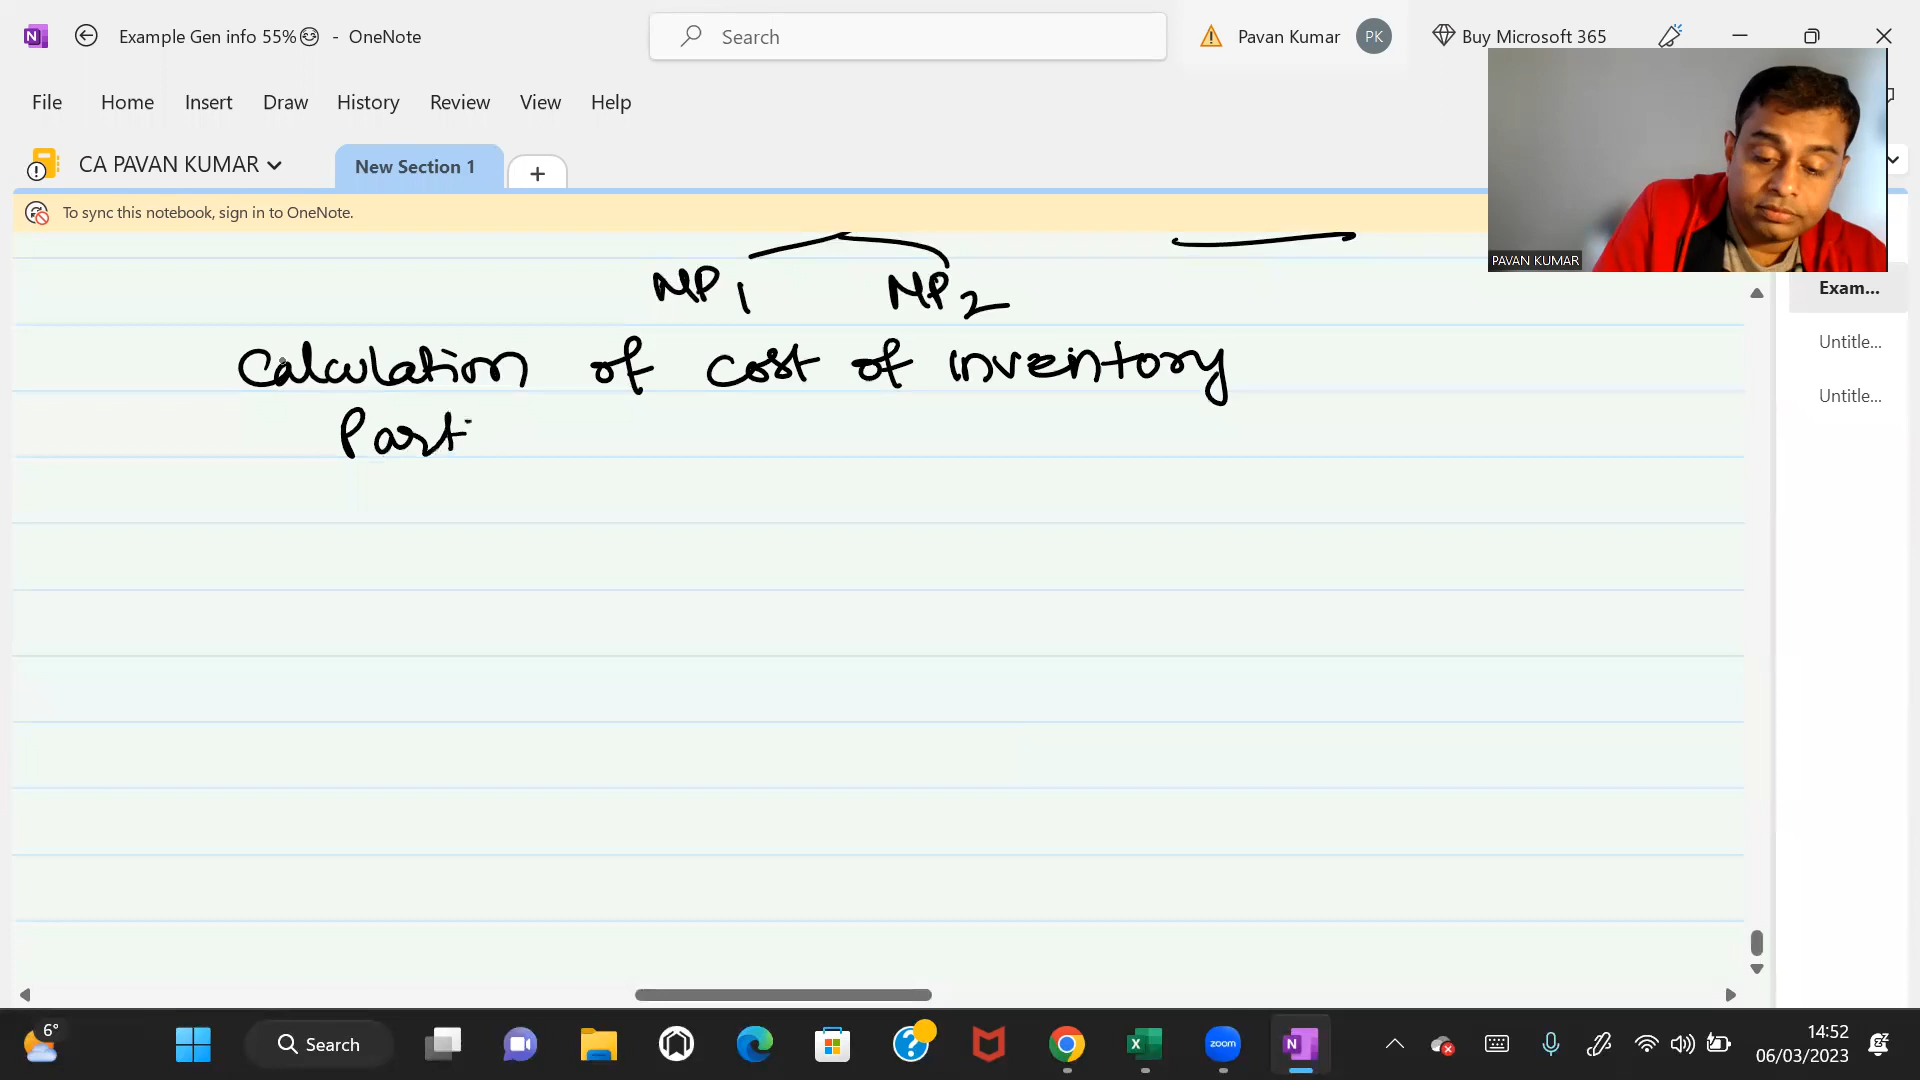 Example Gen info 55%😊 - OneNote
Search
Pavan Kumar
PK
Buy Microsoft 365
File Home Insert Draw History Review View Help
CA PAVAN KUMAR
New Section 1
+
To sync this notebook, sign in to OneNote.
PAVAN KUMAR
Exam...
Untitle...
Untitle...
MP1 MP2
Calculation of cost of inventory
Part
6°
Search
zoom
14:52
06/03/2023